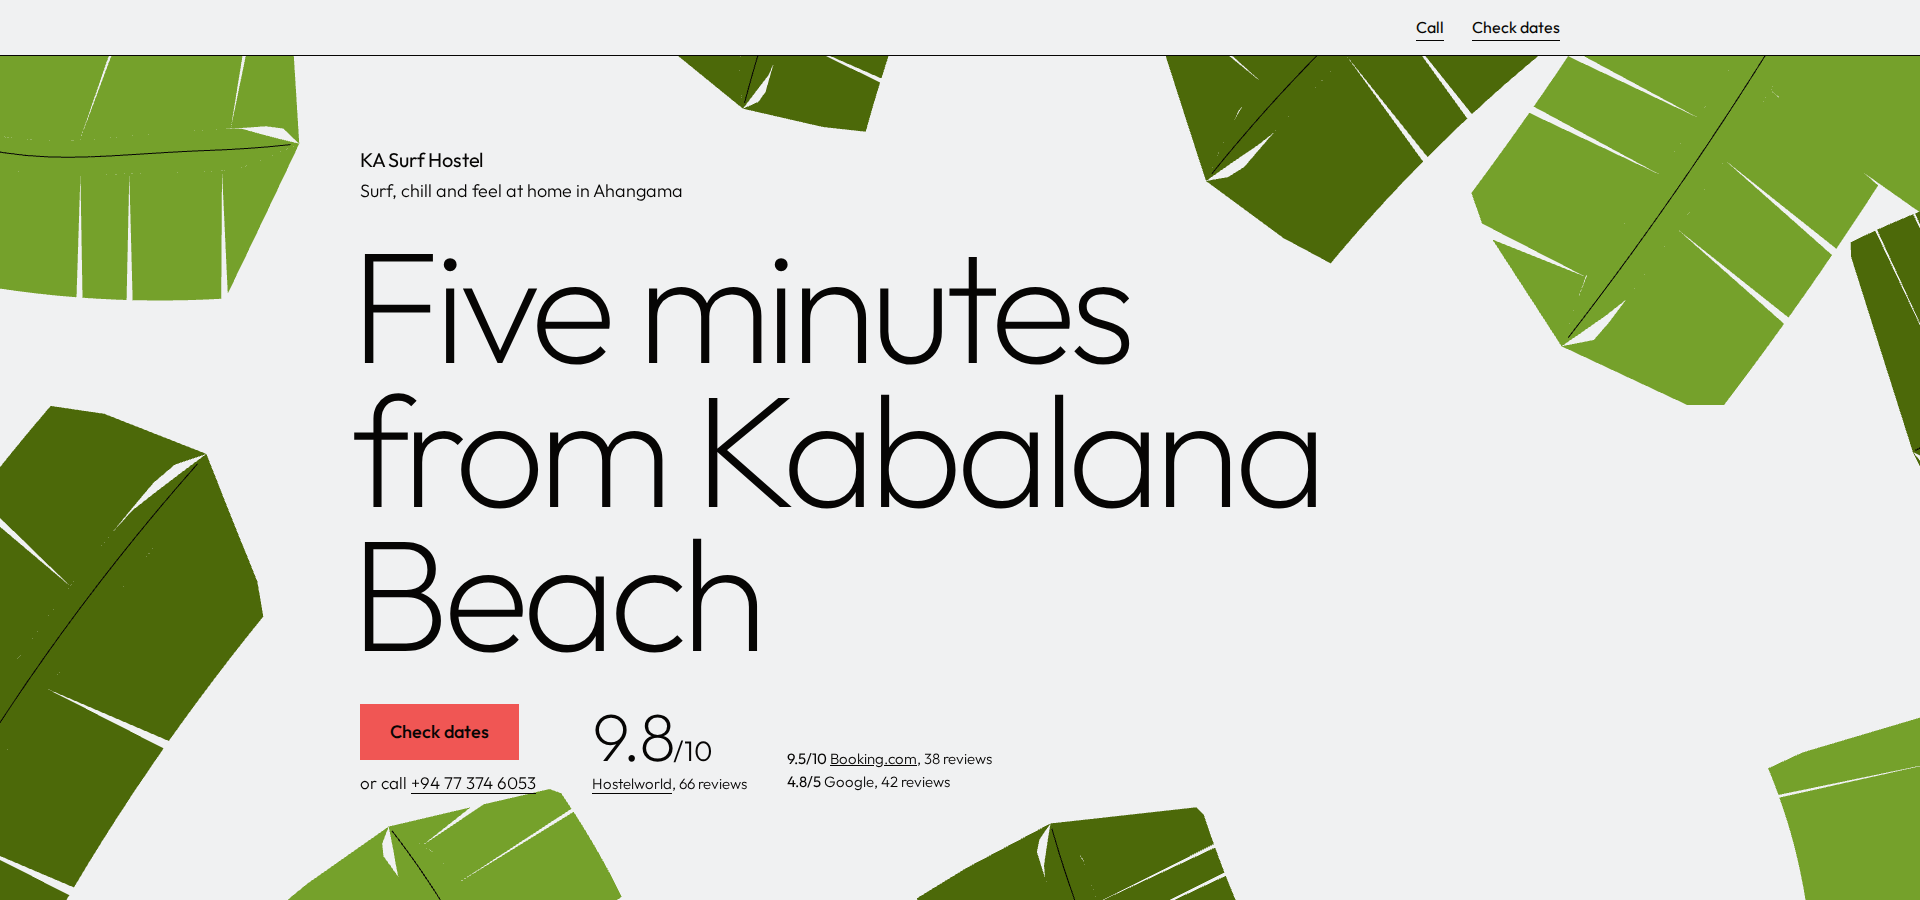 Call
Check dates
KA Surf Hostel
Surf, chill and feel at home in Ahangama
Five minutes
from Kabalana
Beach
Check dates
or call +94 77 374 6053
9.8/10
Hostelworld, 66 reviews
9.5/10 Booking.com, 38 reviews
4.8/5 Google, 42 reviews